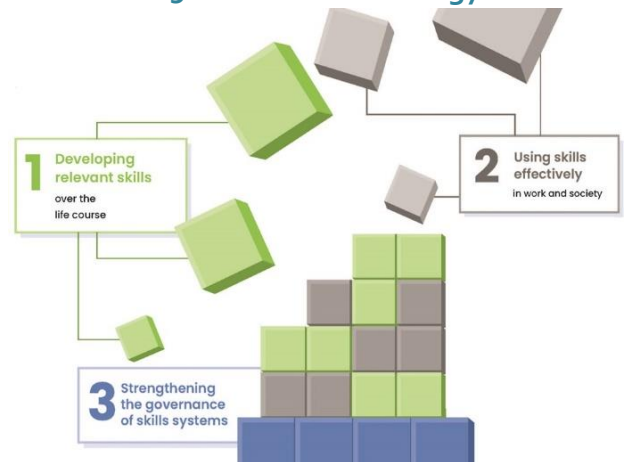 1
Developing
relevant skills
over the
life course
2
Using skills
effectively
in work and society
3
Strengthening
the governance
of skills systems